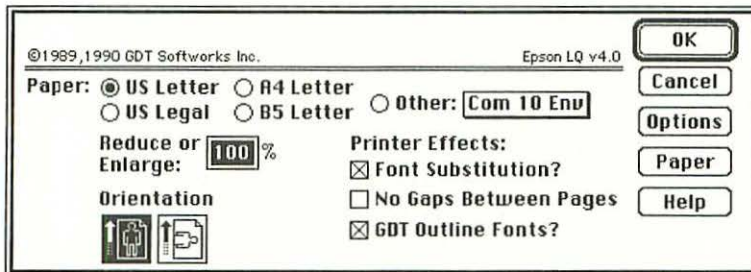 ©1989,1990 GDT Softworks Inc. Epson LQ v4.0
OK
Cancel
Options
Paper
Help
Paper: US Letter A4 Letter
US Legal B5 Letter
Other: Com 10 Env
Reduce or
Enlarge: 100 %
Orientation
Printer Effects:
Font Substitution?
No Gaps Between Pages
GDT Outline Fonts?